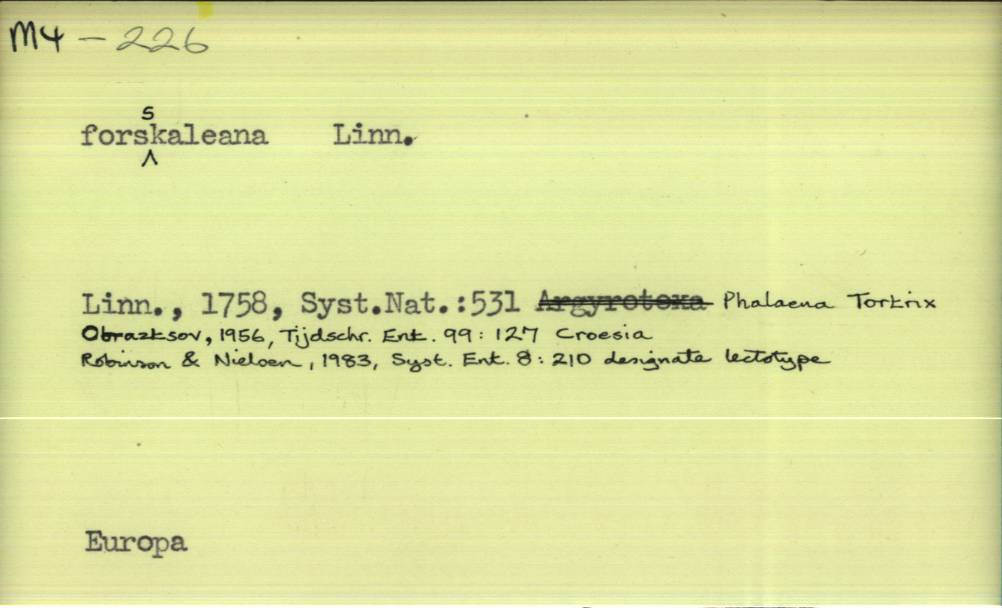 M4 - 226
s
forskaleana Linn.
Linn., 1758, Syst.Nat.:531 Argyrotoxa Phalaena Tortrix
Obraztsov, 1956, Tijdschr. Ent. 99: 127 Croesia
Robinson & Nielsen, 1983, Syst. Ent. 8: 210 designate lectotype
Europa